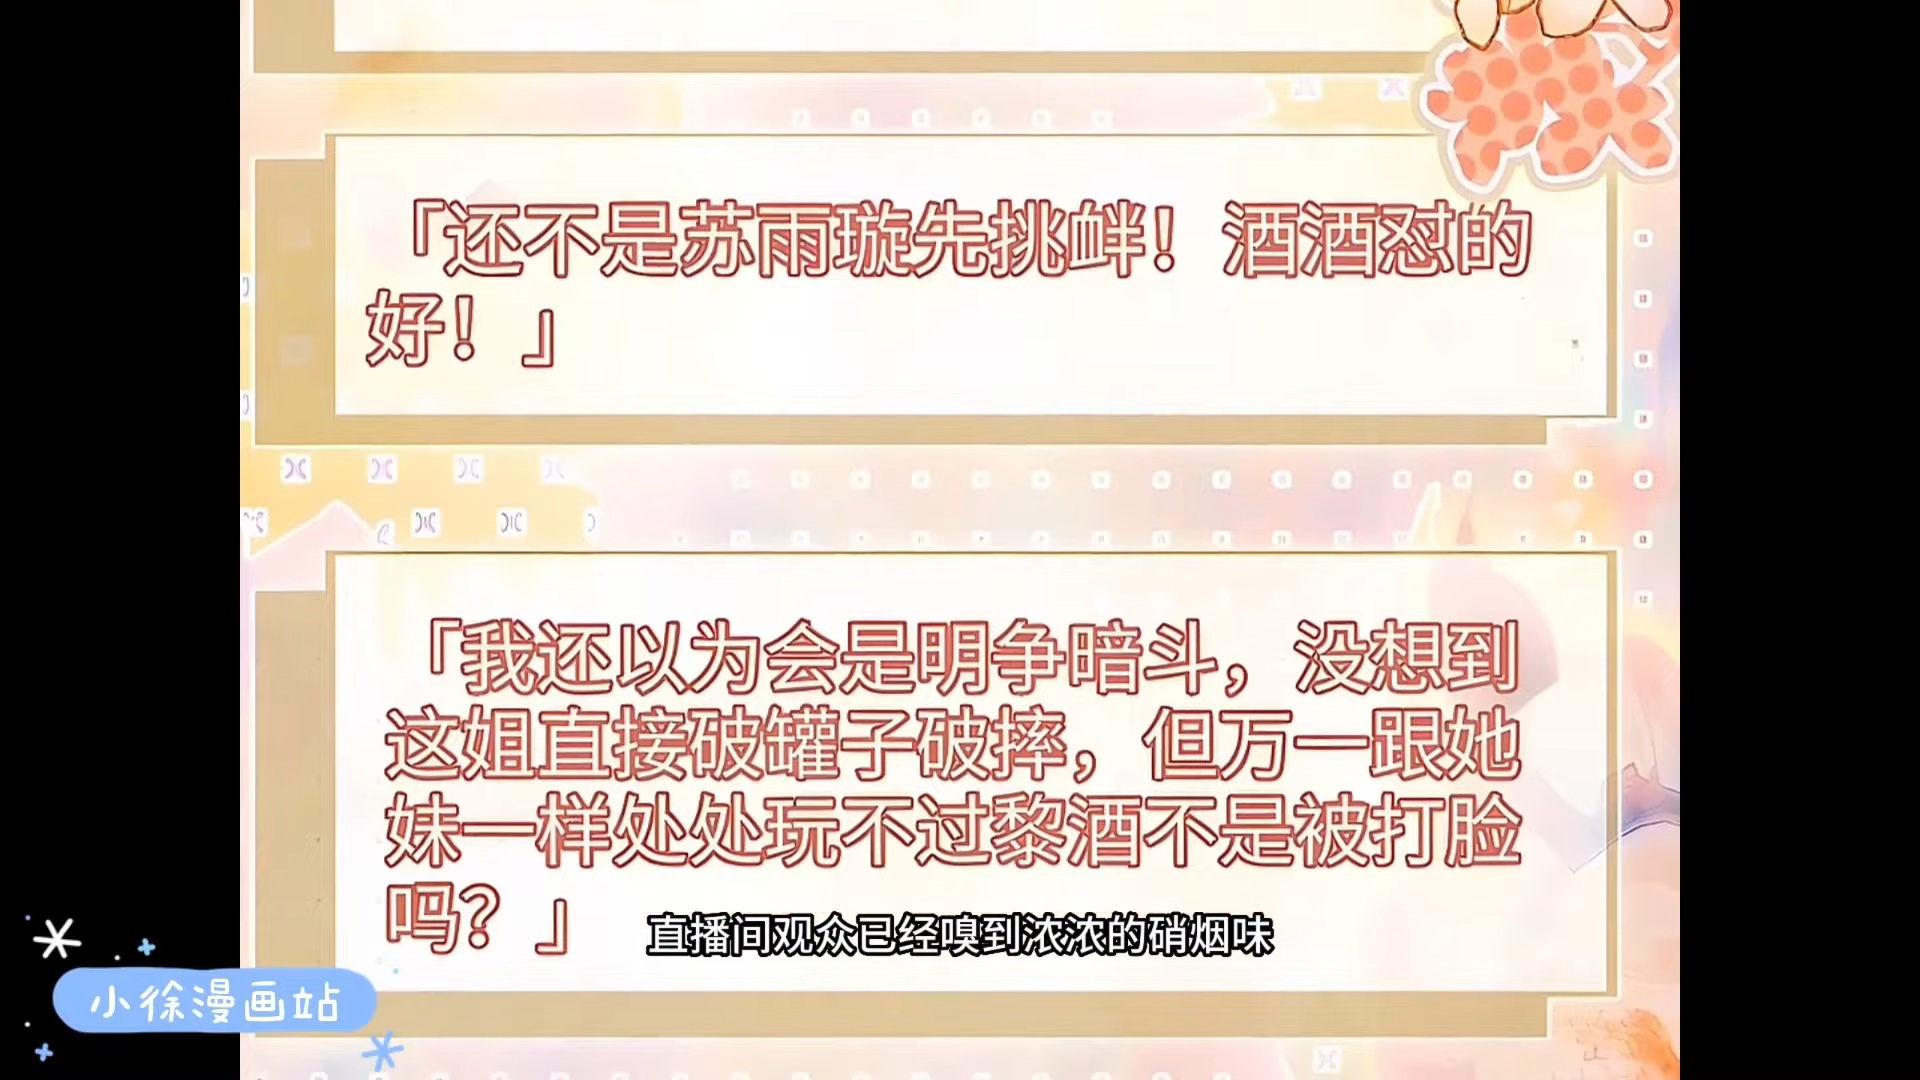 「还不是苏雨璇先挑衅！酒酒怼的
好！」
「我还以为会是明争暗斗，没想到
这姐直接破罐子破摔，但万一跟她
妹一样处处玩不过黎酒不是被打脸
吗？」
直播间观众已经嗅到浓浓的硝烟味
小徐漫画站